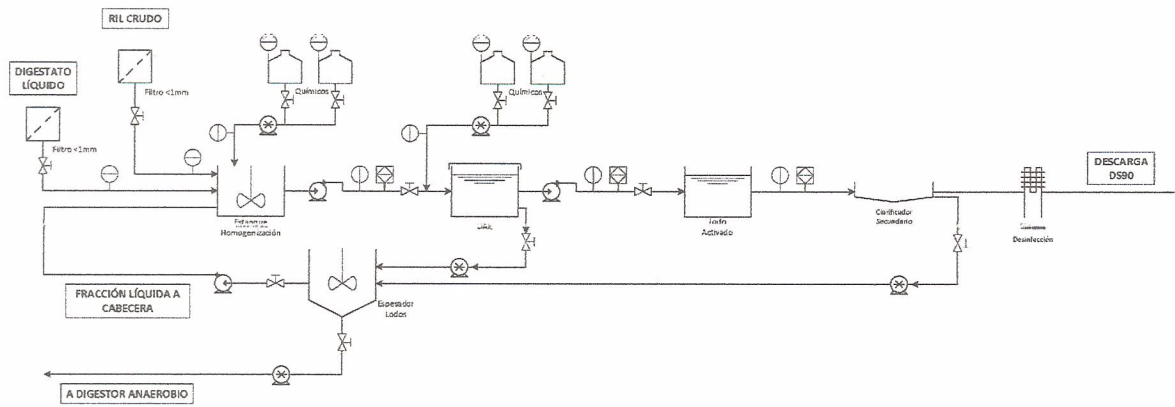 RIL CRUDO
DIGESTATO
LÍQUIDO
Filtro <1mm
Filtro <1mm
Químicos
Químicos
Homogenización
Lodo
Activado
Clarificador
Secundario
Desinfección
DESCARGA
DS90
Espesador
Lodos
FRACCIÓN LÍQUIDA A
CABECERA
A DIGESTOR ANAEROBIO